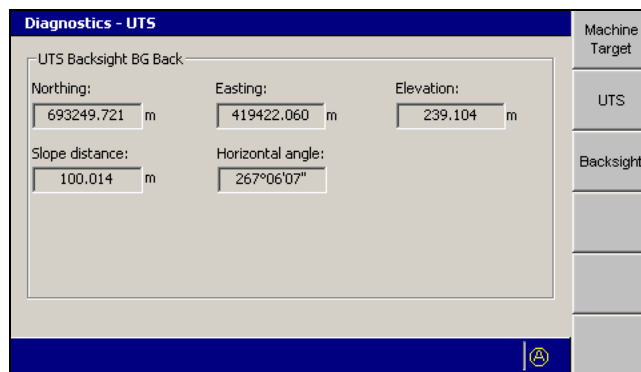 Diagnostics - UTS
UTS Backsight BG Back
Northing: Easting: Elevation:
693249.721 m 419422.060 m 239.104 m
Slope distance: Horizontal angle:
100.014 m 267°06'07"
Machine
Target
UTS
Backsight
A